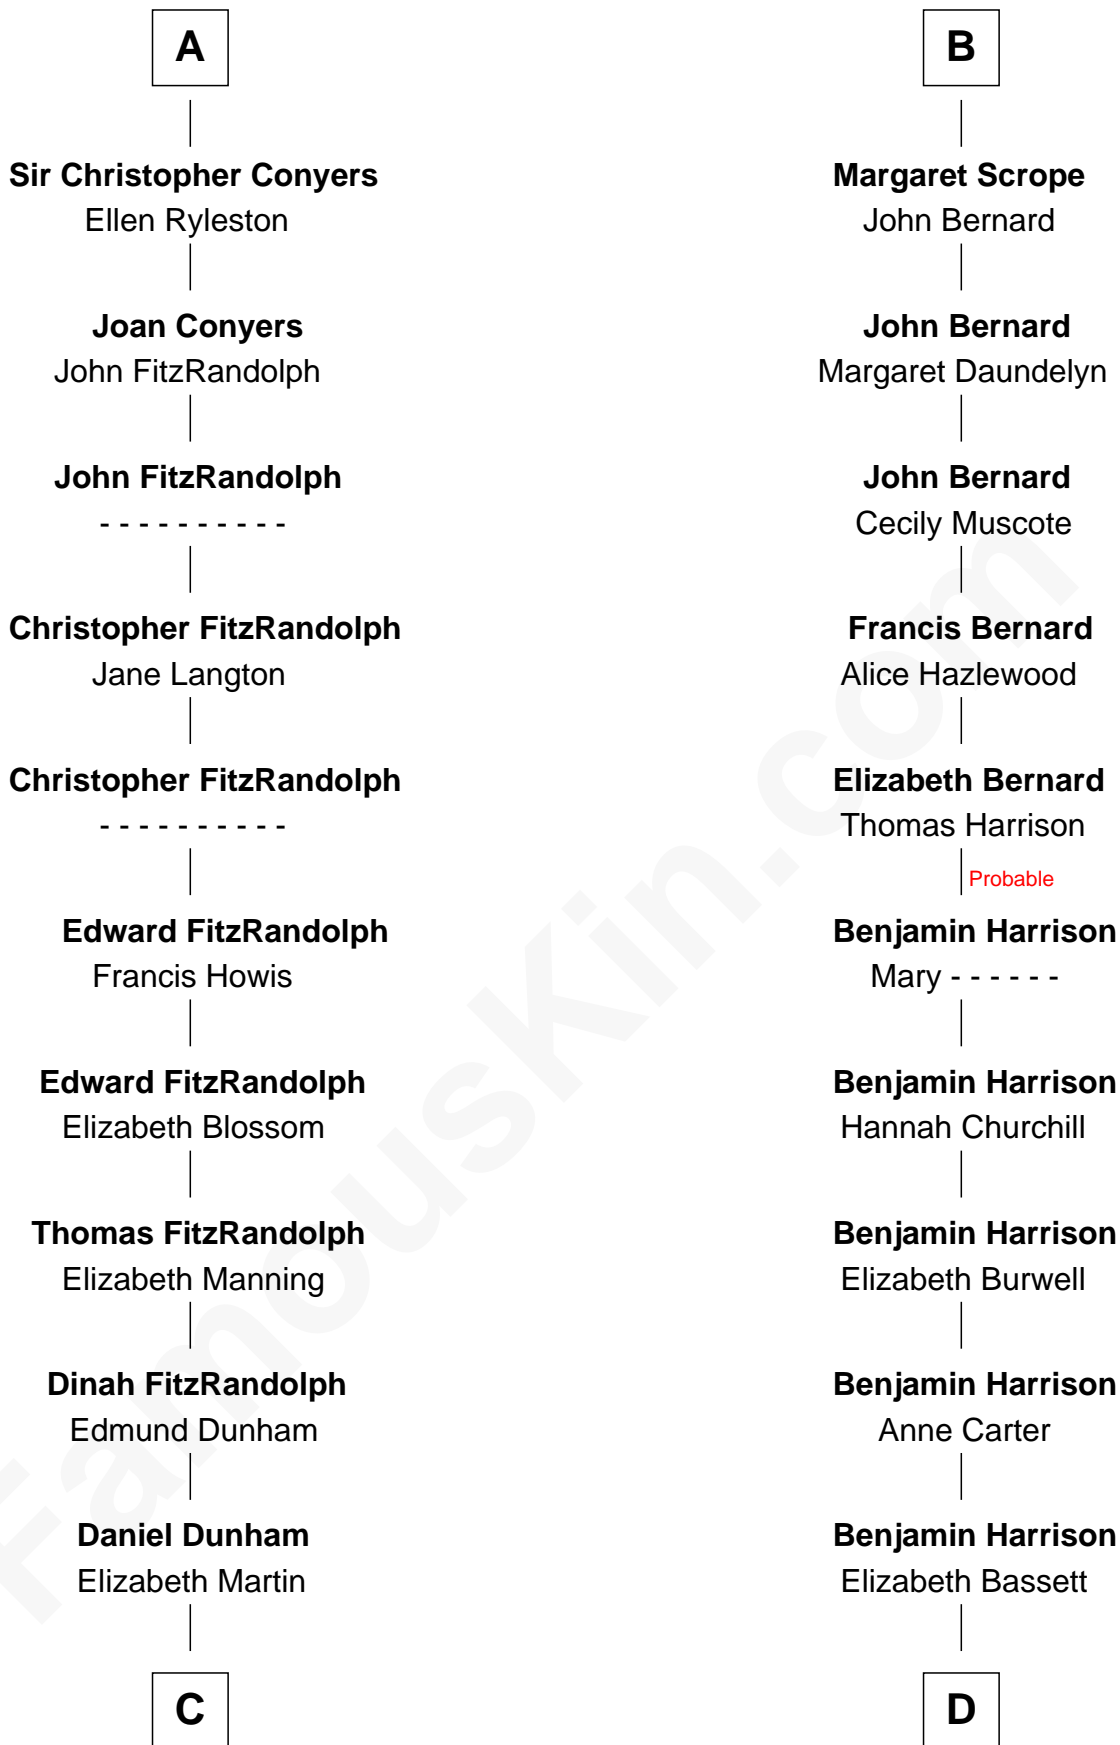 A
Sir Christopher Conyers
Ellen Ryleston
Joan Conyers
John FitzRandolph
John FitzRandolph
- - - - - - - - - -
Christopher FitzRandolph
Jane Langton
Christopher FitzRandolph
- - - - - - - - - -
Edward FitzRandolph
Francis Howis
Edward FitzRandolph
Elizabeth Blossom
Thomas FitzRandolph
Elizabeth Manning
Dinah FitzRandolph
Edmund Dunham
Daniel Dunham
Elizabeth Martin
C
B
Margaret Scrope
John Bernard
John Bernard
Margaret Daundelyn
John Bernard
Cecily Muscote
Francis Bernard
Alice Hazlewood
Elizabeth Bernard
Thomas Harrison
Probable
Benjamin Harrison
Mary - - - - - -
Benjamin Harrison
Hannah Churchill
Benjamin Harrison
Elizabeth Burwell
Benjamin Harrison
Anne Carter
Benjamin Harrison
Elizabeth Bassett
D
FamousKin.com